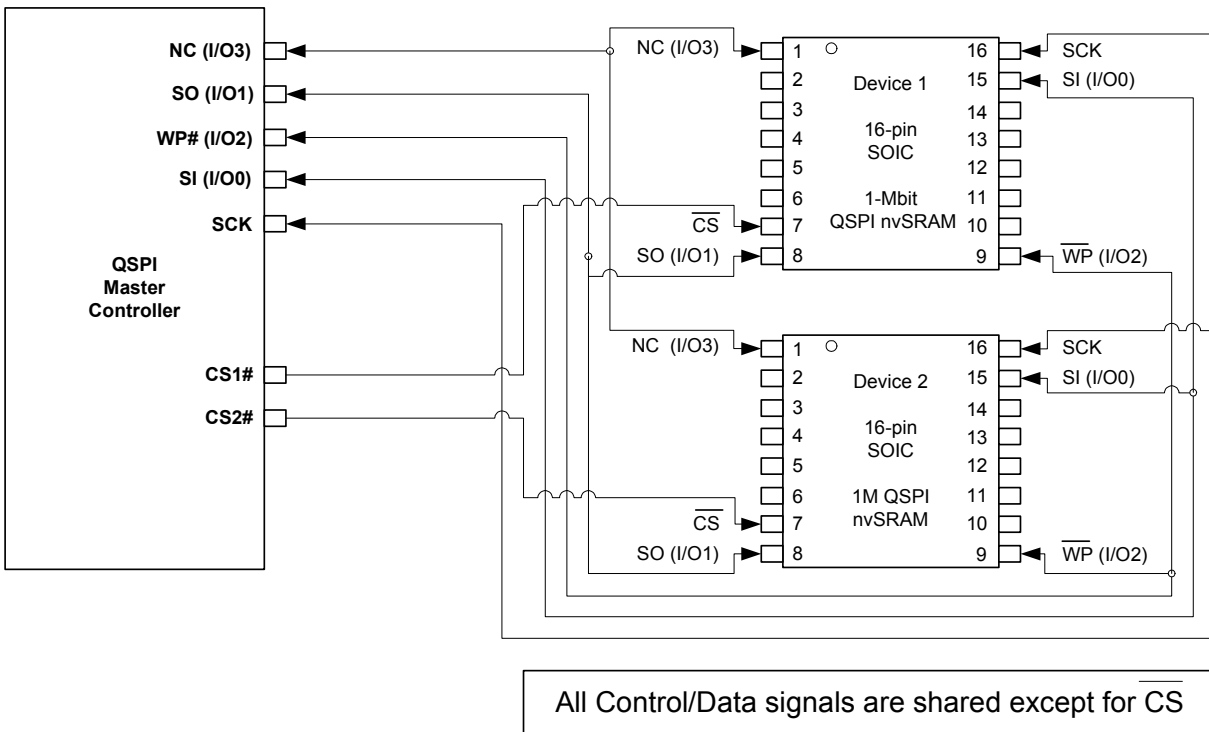 NC (I/O3)
SO (I/O1)
WP# (I/O2)
SI (I/O0)
SCK
QSPI
Master
Controller
CS1#
CS2#
NC (I/O3)
CS
SO (I/O1)
1
2
3
4
5
6
7
8
Device 1
16-pin
SOIC
1-Mbit
QSPI nvSRAM
16
15
14
13
12
11
10
9
SCK
SI (I/O0)
WP (I/O2)
NC (I/O3)
CS
SO (I/O1)
1
2
3
4
5
6
7
8
Device 2
16-pin
SOIC
1M QSPI
nvSRAM
16
15
14
13
12
11
10
9
SCK
SI (I/O0)
WP (I/O2)
All Control/Data signals are shared except for CS